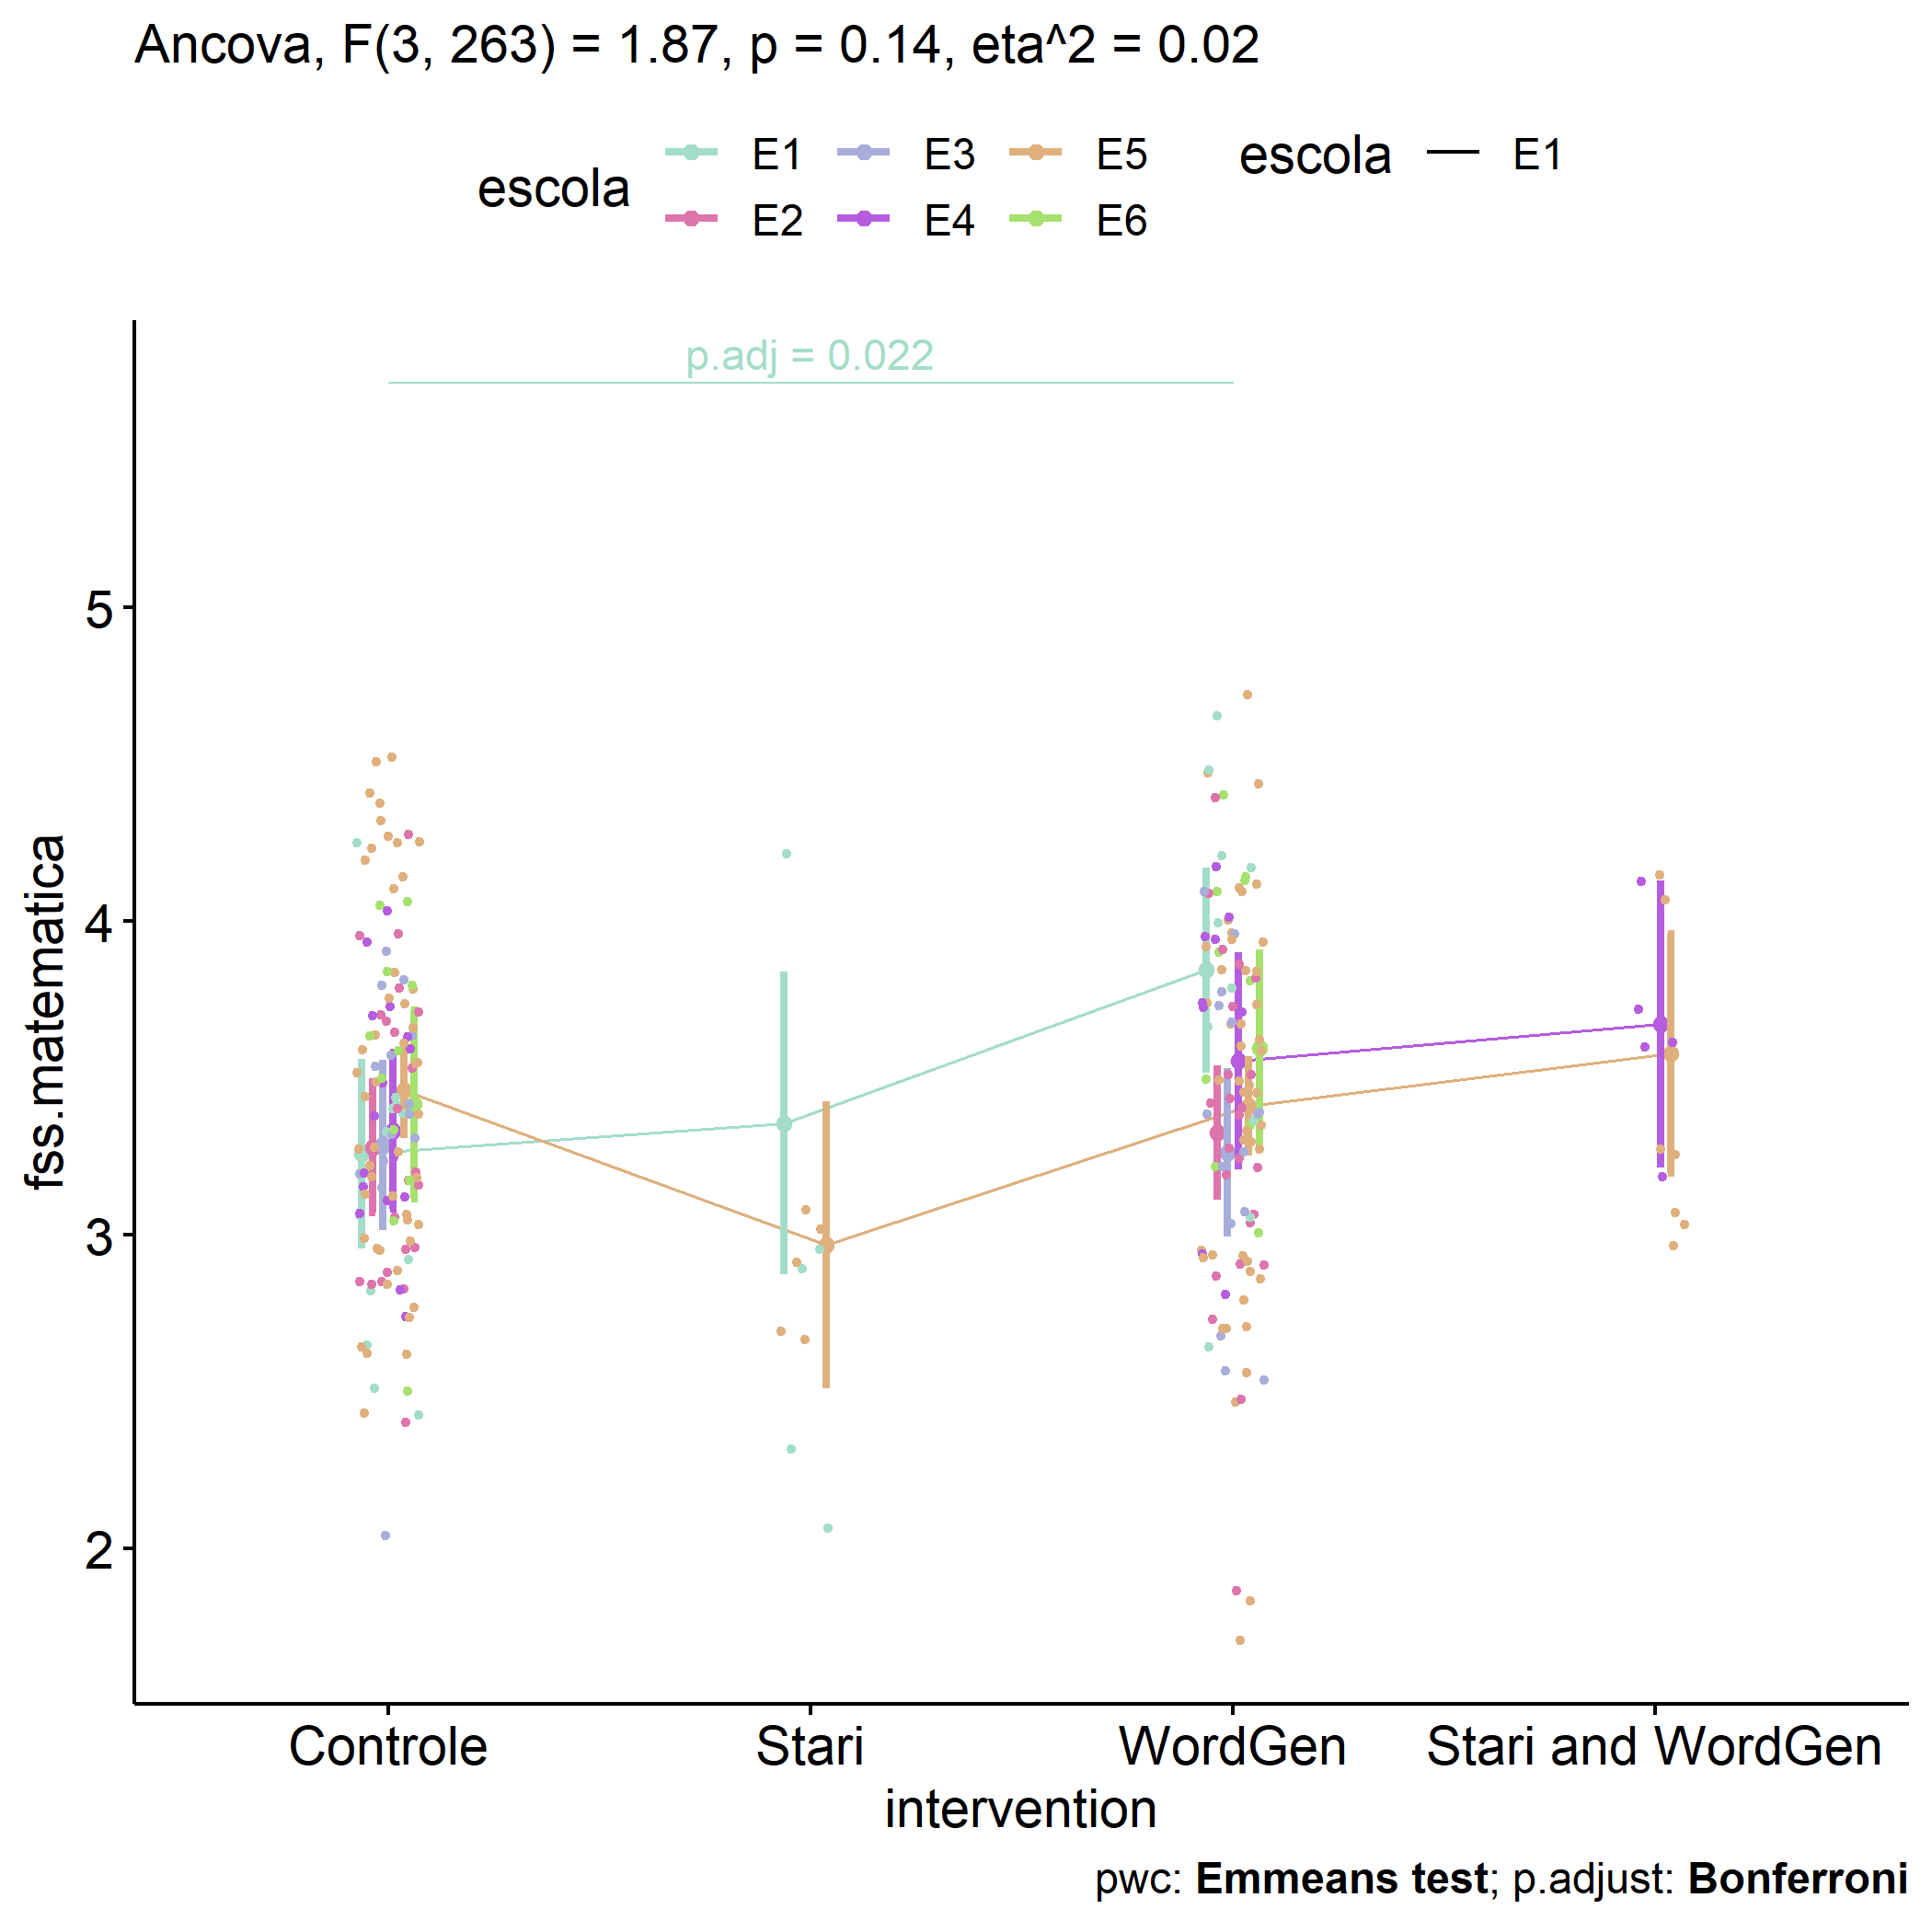 Ancova, F(3, 263) = 1.87, p = 0.14, eta^2 = 0.02
escola E1 E3 E5 escola E1
E2 E4 E6
p.adj = 0.022
fss.matematica
5
4
3
2
Controle Stari WordGen Stari and WordGen
intervention
pwc: Emmeans test; p.adjust: Bonferroni